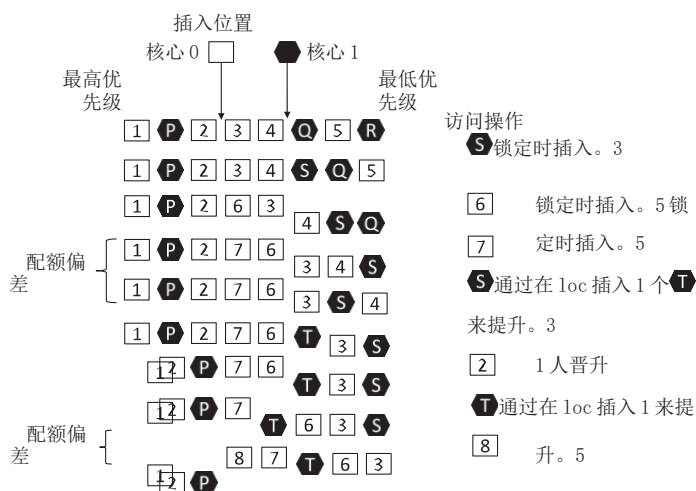 插入位置
核心 0 核心 1
最高优先级
最低优先级
访问操作
1 P 2 3 4 Q 5 R
S 锁定时插入。3
1 P 2 3 4 S Q 5
1 P 2 6 3 4 S Q
6 锁定时插入。5 锁
配额偏差
1 P 2 7 6 3 4 S
7 定时插入。5
1 P 2 7 6 3 S 4
S 通过在 loc 插入 1 个 T
1 P 2 7 6 T 3 S
来提升。3
1 2 P 7 6 T 3 S
2 1 人晋升
1 2 P 7 T 6 3 S
T 通过在 loc 插入 1 来提
配额偏差
8 7 T 6 3
8 升。5
1 2 P